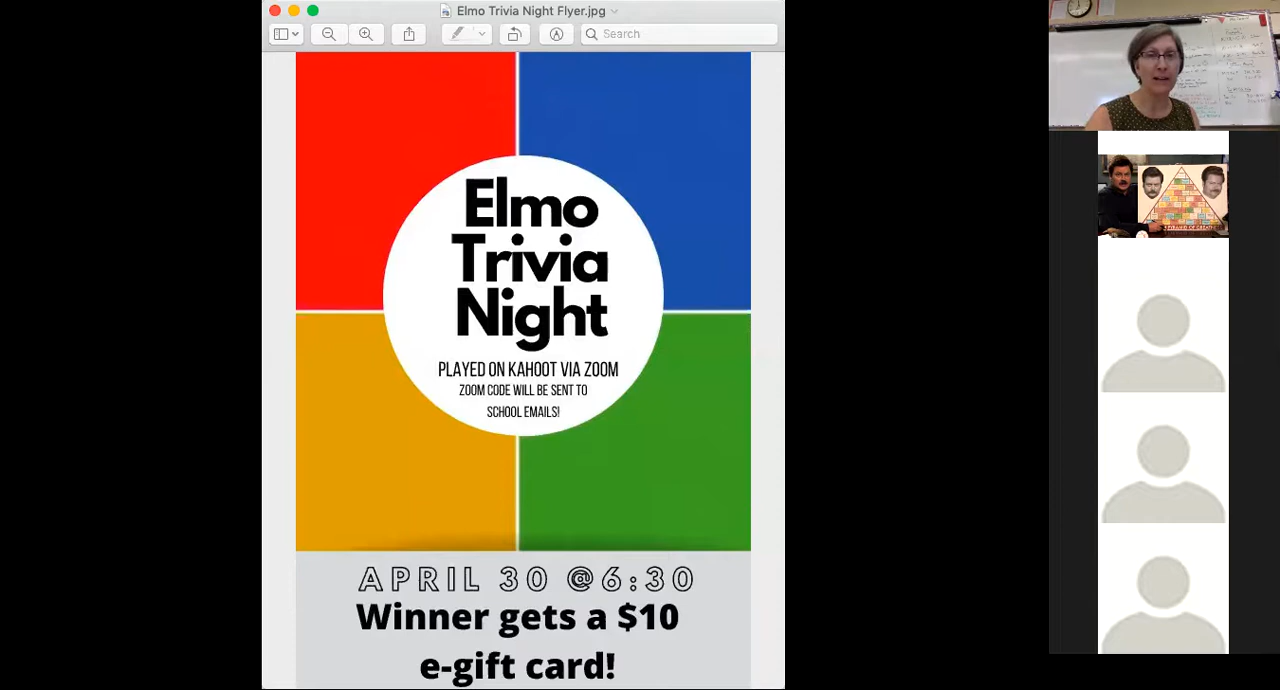 Elmo Trivia Night Flyer.jpg
Search
Elmo
Trivia
Night
PLAYED ON KAHOOT VIA ZOOM
ZOOM CODE WILL BE SENT TO
SCHOOL EMAILS!
APRIL 30 @6:30
Winner gets a $10
e-gift card!